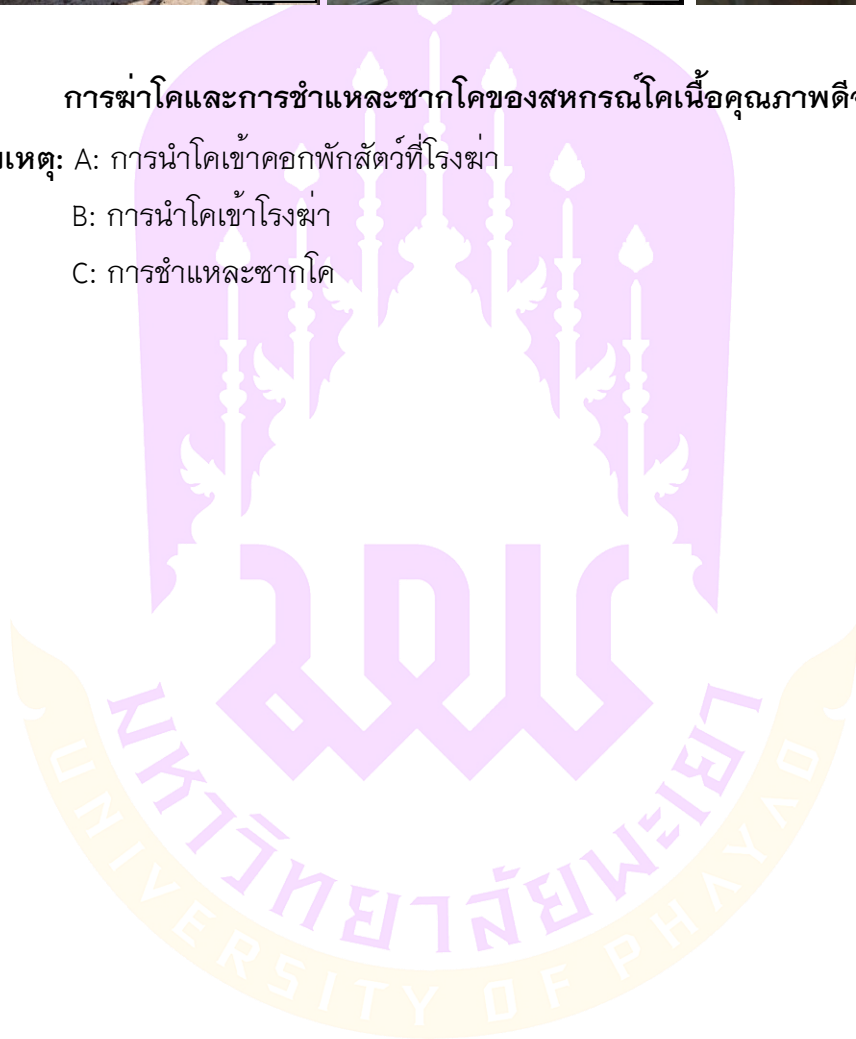 การฆ่าโคและการชำแหละซากโคของสหกรณ์โคเนื้อคุณภาพดี
เหตุ: A: การนำโคเข้าคอกพักสัตว์ที่โรงฆ่า
B: การนำโคเข้าโรงฆ่า
C: การชำแหละซากโค
มหาวิทยาลัยพะเยา
UNIVERSITY OF PHAYAO